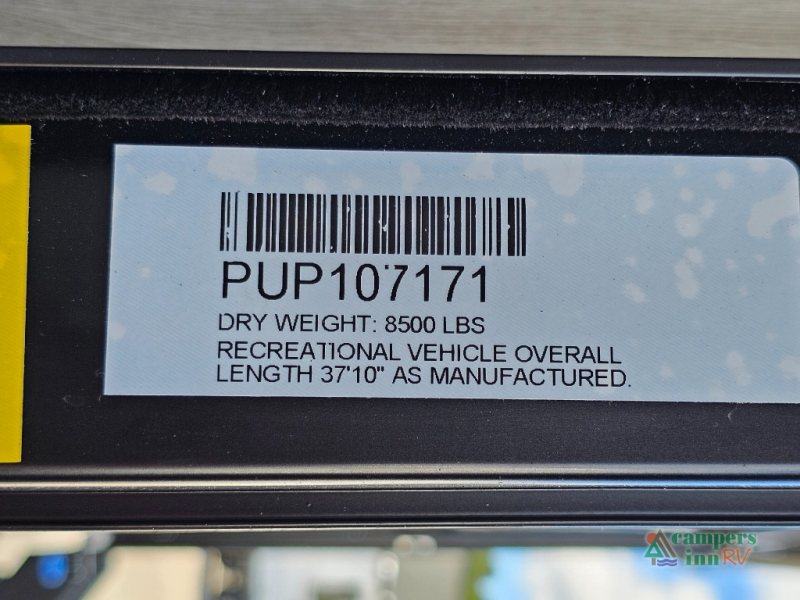 PUP107171
DRY WEIGHT: 8500 LBS
RECREATIONAL VEHICLE OVERALL
LENGTH 37'10" AS MANUFACTURED.
campers
inn RV